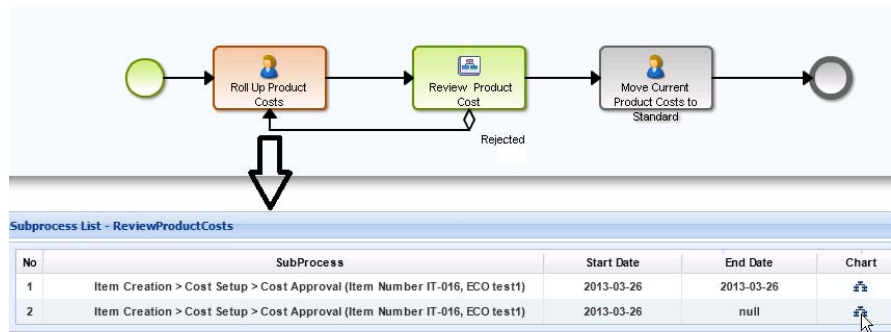 Roll Up Product
Costs
Review Product
Cost
Move Current
Product Costs to
Standard
Rejected
Subprocess List - ReviewProductCosts
No SubProcess Start Date End Date Chart
1 Item Creation > Cost Setup > Cost Approval (Item Number IT-016, ECO test1) 2013-03-26 2013-03-26
2 Item Creation > Cost Setup > Cost Approval (Item Number IT-016, ECO test1) 2013-03-26 null